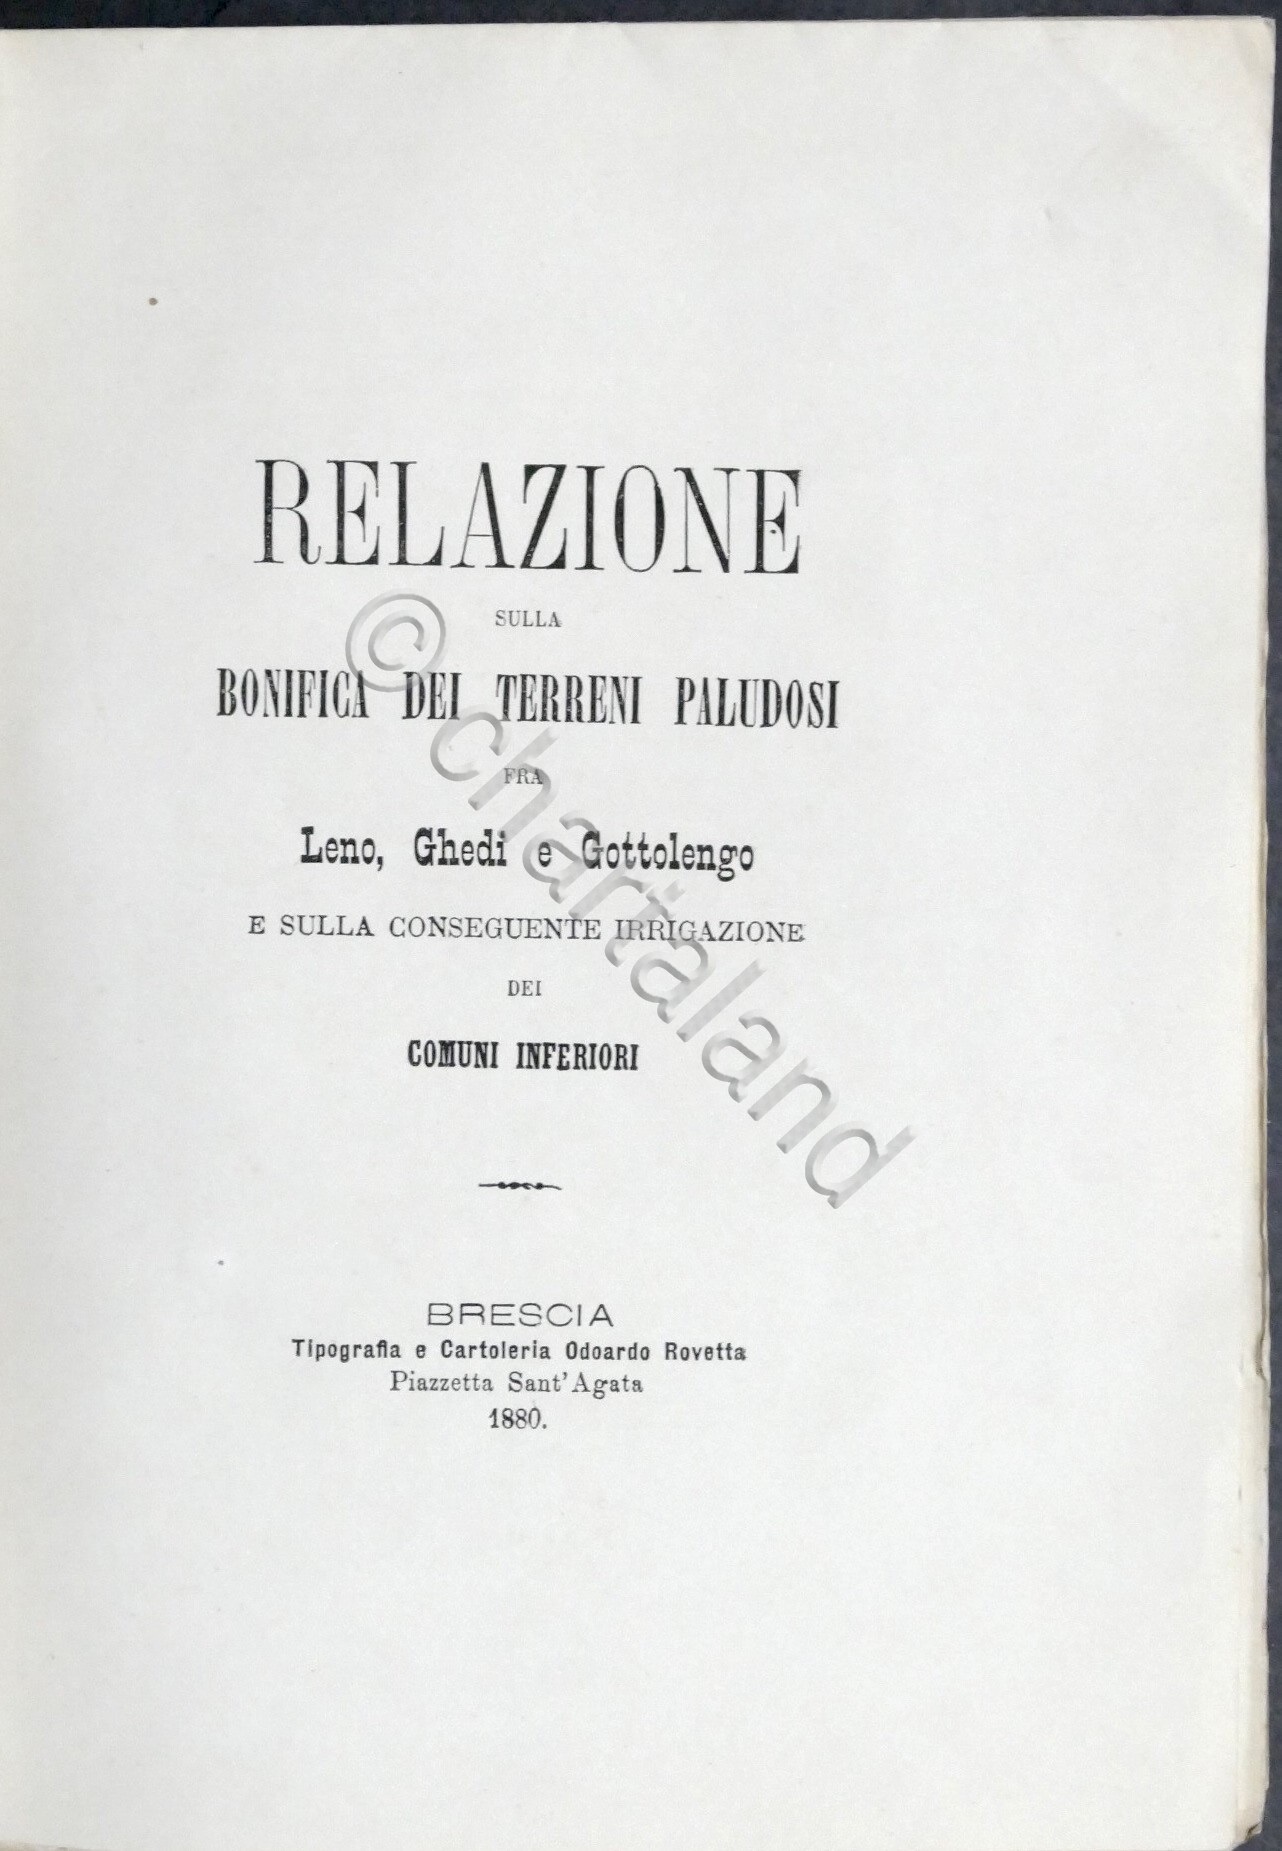 RELAZIONE
SULLA
BONIFICA DEI TERRENI PALUDOSI
FRA
Leno, Ghedi e Gottolengo
E SULLA CONSEGUENTE IRRIGAZIONE
DEI
COMUNI INFERIORI
BRESCIA
Tipografia e Cartoleria Odoardo Rovetta
Piazzetta Sant'Agata
1880.
© chartaland